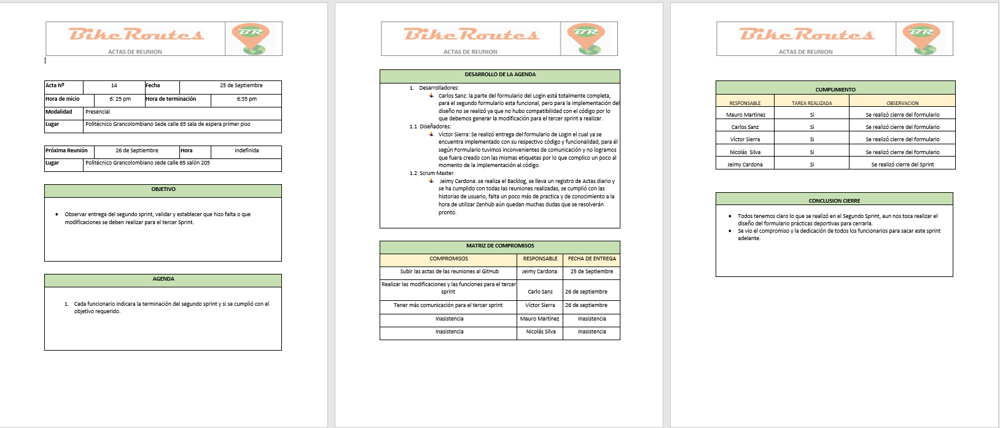 BikeRoutes
BR
ACTAS DE REUNION
Acta Nº 14 Fecha 25 de Septiembre
Hora de Inicio 6: 25 pm Hora de terminación 6:35 pm
Modalidad Presencial
Lugar Politécnico Grancolombiano Sede calle 65 sala de espera primer piso
Próxima Reunión 26 de Septiembre Hora indefinida
Lugar Politécnico Grancolombiano sede calle 65 salón 205
OBJETIVO
• Observar entrega del segundo sprint, validar y establecer que hizo falta o que
modificaciones se deben realizar para el tercer Sprint.
AGENDA
1. Cada funcionario indicara la terminación del segundo sprint y si se cumplió con el
objetivo requerido.
BikeRoutes
BR
ACTAS DE REUNION
DESARROLLO DE LA AGENDA
1. Desarrolladores:
Carlos Sanz: la parte del formulario del Login está totalmente completa,
para el segundo formulario esta funcional, pero para la implementación del
diseño no se realizó ya que no hubo compatibilidad con el código por lo
que debemos generar la modificación para el tercer sprint a realizar.
1.1 Diseñadores:
Víctor Sierra: Se realizó entrega del formulario de Login el cual ya se
encuentra implementado con su respectivo código y funcionalidad, para él
según Formulario tuvimos inconvenientes de comunicación y no logramos
que fuera creado con las mismas etiquetas por lo que complico un poco al
momento de la implementación al código.
1.2 Scrum Master
Jeimy Cardona: se realiza el Backlog, se lleva un registro de Actas diario y
se ha cumplido con todas las reuniones realizadas, se cumplió con las
historias de usuario, falta un poco más de practica y de conocimiento a la
hora de utilizar Zenhub aún quedan muchas dudas que se resolverán
pronto.
MATRIZ DE COMPROMISOS
COMPROMISOS RESPONSABLE FECHA DE ENTREGA
Subir las actas de las reuniones al GitHub Jeimy Cardona 25 de Septiembre
Realizar las modificaciones y las funciones para el tercer
sprint Carlo Sanz 26 de septiembre
Tener más comunicación para el tercer sprint Víctor Sierra 26 de septiembre
Inasistencia Mauro Martínez Inasistencia
Inasistencia Nicolás Silva Inasistencia
BikeRoutes
BR
ACTAS DE REUNION
CUMPLIMIENTO
RESPONSABLE TAREA REALIZADA OBSERVACION
Mauro Martinez Si Se realizó cierre del formulario
Carlos Sanz Si Se realizó cierre del formulario
Víctor Sierra Si Se realizó cierre del formulario
Nicolás Silva Si Se realizó cierre del formulario
Jeimy Cardona Si Se realizó cierre del Sprint
CONCLUSION CIERRE
• Todos tenemos claro lo que se realizó en el Segundo Sprint, aun nos toca realizar el
diseño del formulario prácticas deportivas para cerrarla.
• Se vio el compromiso y la dedicación de todos los funcionarios para sacar este sprint
adelante.